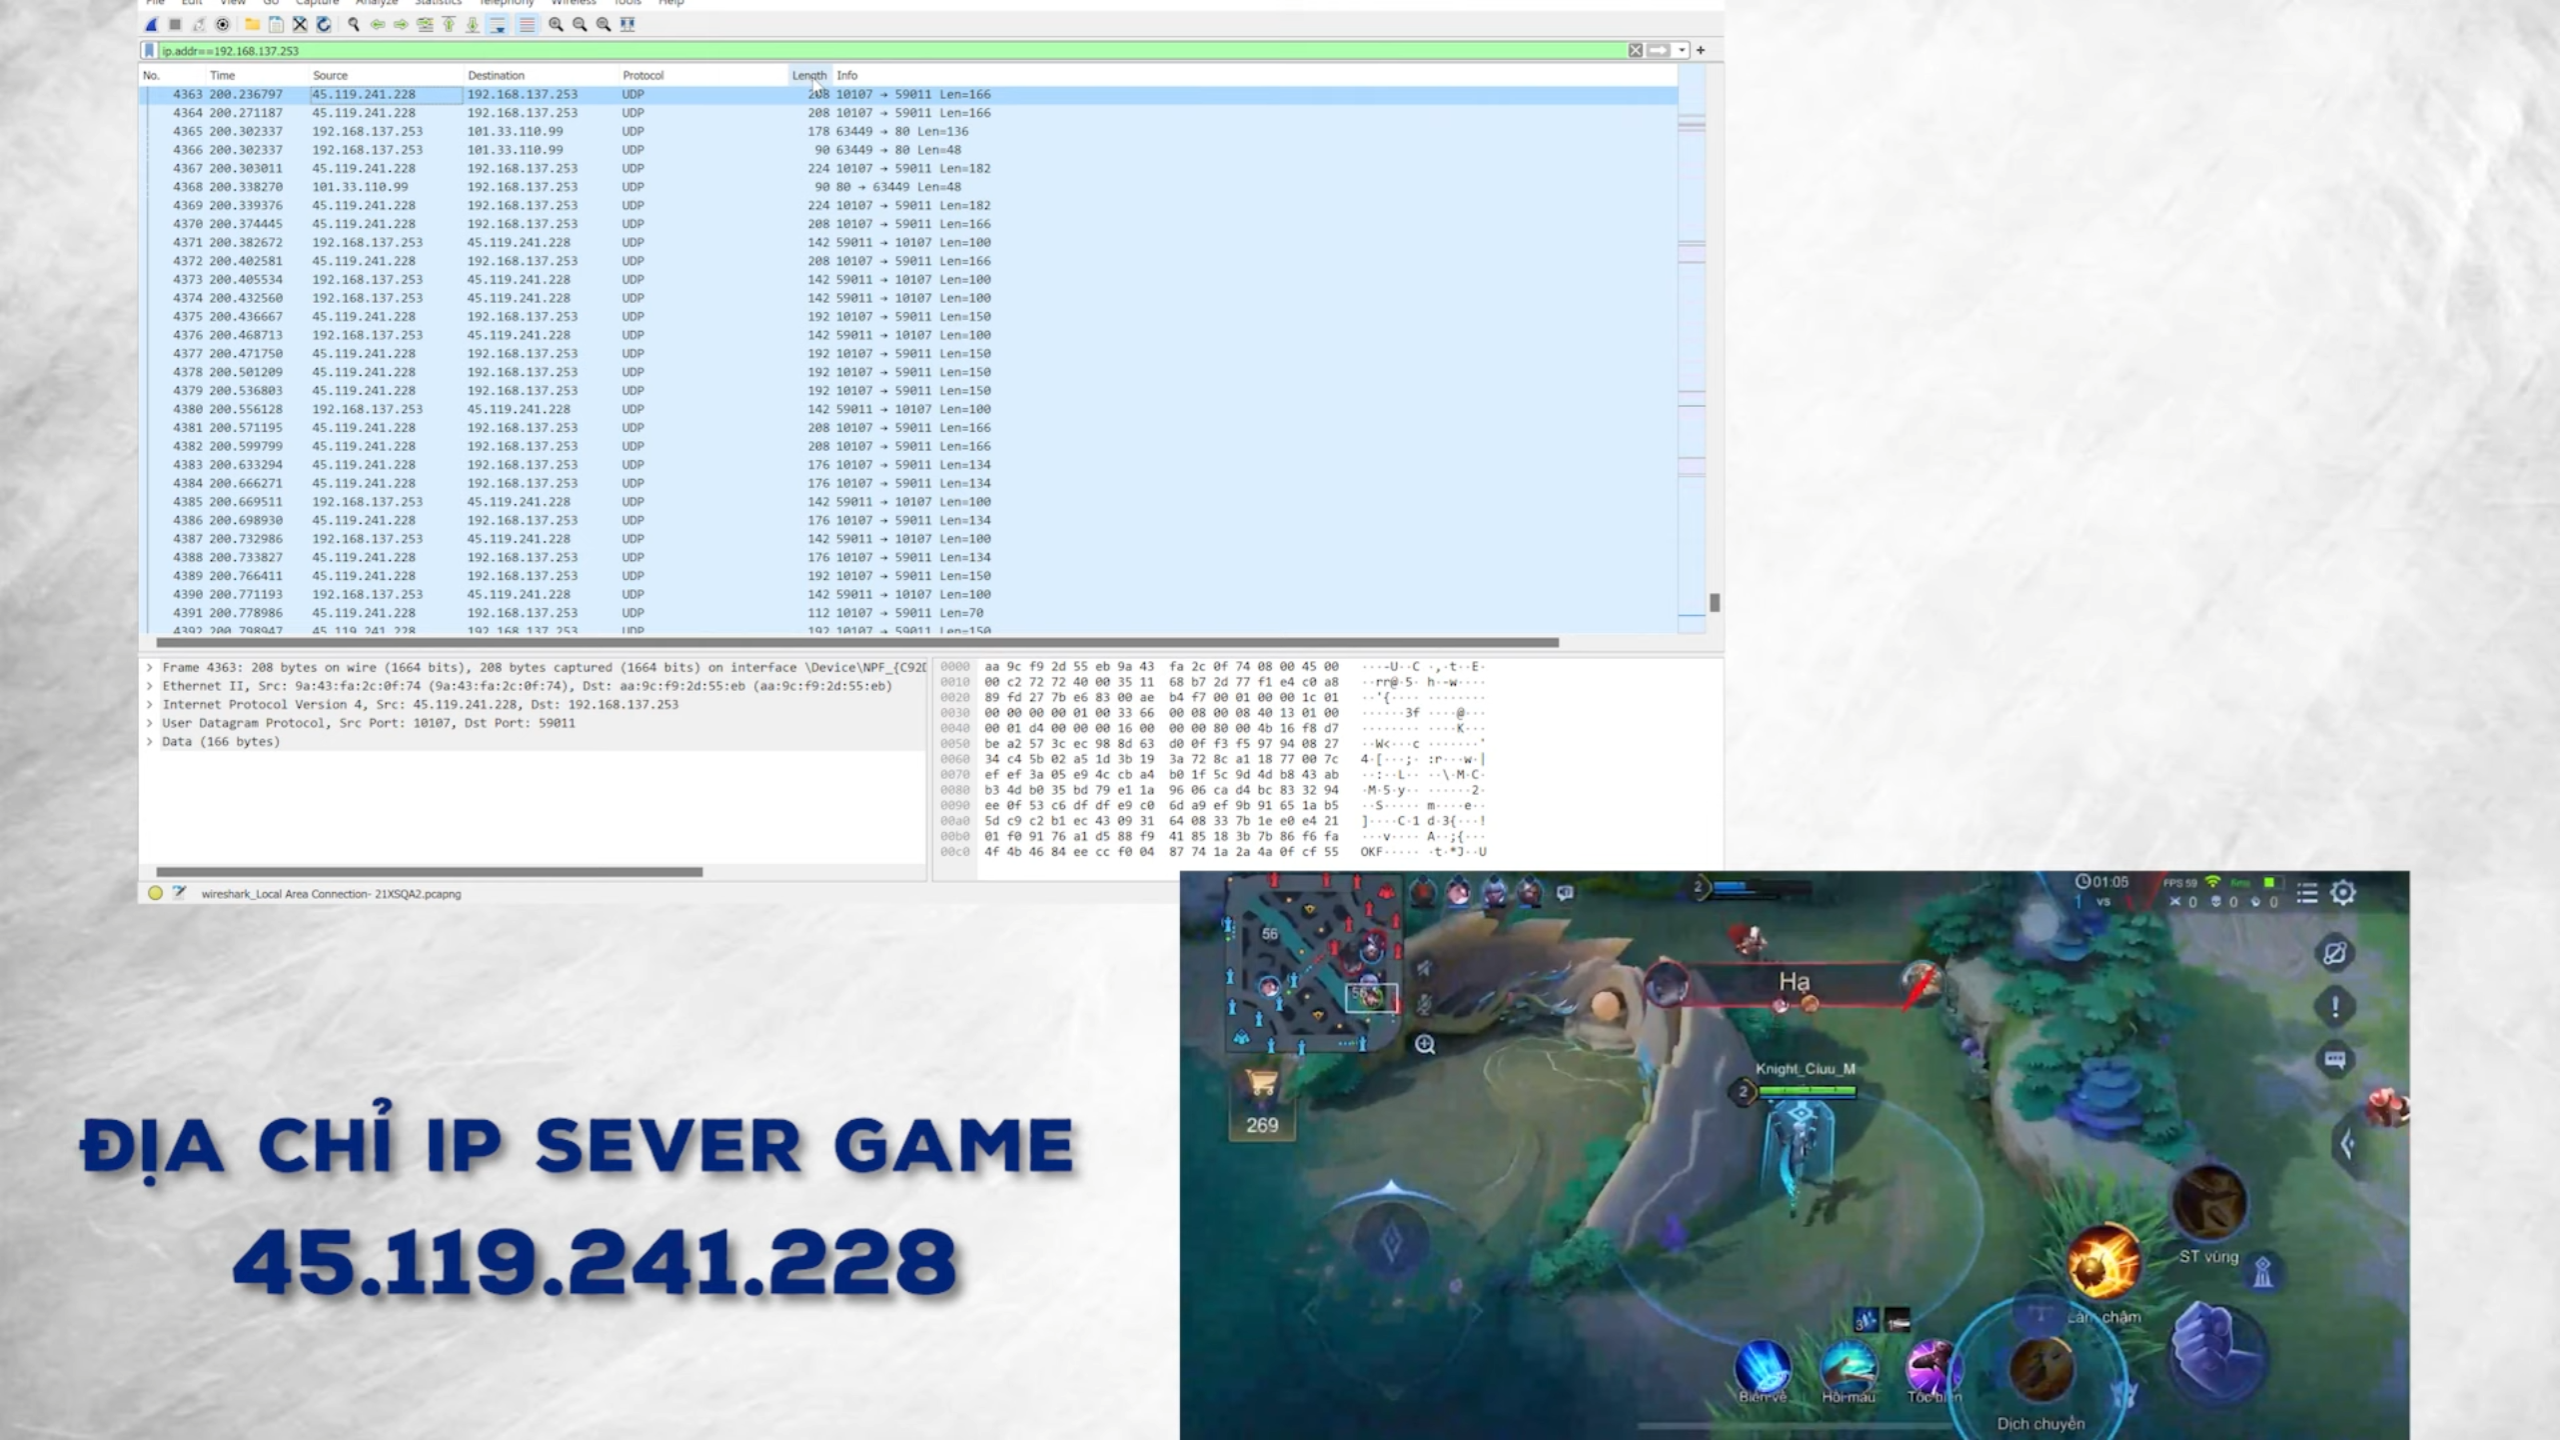 File Edit View Go Capture Analyze Statistics Telephony Wireless Tools Help
ip.addr==192.168.137.253
No. Time Source Destination Protocol Length Info
4363 200.236797 45.119.241.228 192.168.137.253 UDP 208 10107 → 59011 Len=166
4364 200.271187 45.119.241.228 192.168.137.253 UDP 208 10107 → 59011 Len=166
4365 200.302337 192.168.137.253 101.33.110.99 UDP 178 63449 → 80 Len=136
4366 200.302337 192.168.137.253 101.33.110.99 UDP 90 63449 → 80 Len=48
4367 200.303011 45.119.241.228 192.168.137.253 UDP 224 10107 → 59011 Len=182
4368 200.338270 101.33.110.99 192.168.137.253 UDP 90 80 → 63449 Len=48
4369 200.339376 45.119.241.228 192.168.137.253 UDP 224 10107 → 59011 Len=182
4370 200.374445 45.119.241.228 192.168.137.253 UDP 208 10107 → 59011 Len=166
4371 200.382672 192.168.137.253 45.119.241.228 UDP 142 59011 → 10107 Len=100
4372 200.402581 45.119.241.228 192.168.137.253 UDP 208 10107 → 59011 Len=166
4373 200.405534 192.168.137.253 45.119.241.228 UDP 142 59011 → 10107 Len=100
4374 200.432560 192.168.137.253 45.119.241.228 UDP 142 59011 → 10107 Len=100
4375 200.436667 45.119.241.228 192.168.137.253 UDP 192 10107 → 59011 Len=150
4376 200.468713 192.168.137.253 45.119.241.228 UDP 142 59011 → 10107 Len=100
4377 200.471750 45.119.241.228 192.168.137.253 UDP 192 10107 → 59011 Len=150
4378 200.501209 45.119.241.228 192.168.137.253 UDP 192 10107 → 59011 Len=150
4379 200.536803 45.119.241.228 192.168.137.253 UDP 192 10107 → 59011 Len=150
4380 200.556128 192.168.137.253 45.119.241.228 UDP 142 59011 → 10107 Len=100
4381 200.571195 45.119.241.228 192.168.137.253 UDP 208 10107 → 59011 Len=166
4382 200.599799 45.119.241.228 192.168.137.253 UDP 208 10107 → 59011 Len=166
4383 200.633294 45.119.241.228 192.168.137.253 UDP 176 10107 → 59011 Len=134
4384 200.666271 45.119.241.228 192.168.137.253 UDP 176 10107 → 59011 Len=134
4385 200.669511 192.168.137.253 45.119.241.228 UDP 142 59011 → 10107 Len=100
4386 200.698930 45.119.241.228 192.168.137.253 UDP 176 10107 → 59011 Len=134
4387 200.732986 192.168.137.253 45.119.241.228 UDP 142 59011 → 10107 Len=100
4388 200.733827 45.119.241.228 192.168.137.253 UDP 176 10107 → 59011 Len=134
4389 200.766411 45.119.241.228 192.168.137.253 UDP 192 10107 → 59011 Len=150
4390 200.771193 192.168.137.253 45.119.241.228 UDP 142 59011 → 10107 Len=100
4391 200.778986 45.119.241.228 192.168.137.253 UDP 112 10107 → 59011 Len=70
4392 200.798947 45.119.241.228 192.168.137.253 UDP 192 10107 → 59011 Len=150
Frame 4363: 208 bytes on wire (1664 bits), 208 bytes captured (1664 bits) on interface \Device\NPF_{C92D
Ethernet II, Src: 9a:43:fa:2c:0f:74 (9a:43:fa:2c:0f:74), Dst: aa:9c:f9:2d:55:eb (aa:9c:f9:2d:55:eb)
Internet Protocol Version 4, Src: 45.119.241.228, Dst: 192.168.137.253
User Datagram Protocol, Src Port: 10107, Dst Port: 59011
Data (166 bytes)
0000 aa 9c f9 2d 55 eb 9a 43 fa 2c 0f 74 08 00 45 00 ···-U··C ·,·t··E·
0010 00 c2 72 72 40 00 35 11 68 b7 2d 77 f1 e4 c0 a8 ··rr@·5· h·-w····
0020 89 fd 27 7b e6 83 00 ae b4 f7 00 01 00 00 1c 01 ··'{···· ········
0030 00 00 00 00 01 00 33 66 00 08 00 08 40 13 01 00 ······3f ····@···
0040 00 01 d4 00 00 00 16 00 00 00 80 00 4b 16 f8 d7 ········ ····K···
0050 be a2 57 3c ec 98 8d 63 d0 0f f3 f5 97 94 08 27 ··W<···c ·······'
0060 34 c4 5b 02 a5 1d 3b 19 3a 72 8c a1 18 77 00 7c 4·[···;· :r···w·|
0070 ef ef 3a 05 e9 4c cb a4 b0 1f 5c 9d 4d b8 43 ab ··:··L·· ··\·M·C·
0080 b3 4d b0 35 bd 79 e1 1a 96 06 ca d4 bc 83 32 94 ·M·5·y·· ······2·
0090 ee 0f 53 c6 df df e9 c0 6d a9 ef 9b 91 65 1a b5 ··S····· m····e··
00a0 5d c9 c2 b1 ec 43 09 31 64 08 33 7b 1e e0 e4 21 ]····C·1 d·3{···!
00b0 01 f0 91 76 a1 d5 88 f9 41 85 18 3b 7b 86 f6 fa ···v···· A··;{···
00c0 4f 4b 46 84 ee cc f0 04 87 74 1a 2a 4a 0f cf 55 OKF····· ·t·*J··U
wireshark_Local Area Connection- 21XSQA2.pcapng
ĐỊA CHỈ IP SEVER GAME
45.119.241.228
2
01:05
FPS 59
1 vs
0 0 0
56
Hạ
Knight_Cluu_M
2
269
ST vùng
Làm chậm
3
Biến về
Hồi máu
Tốc biến
Dịch chuyển